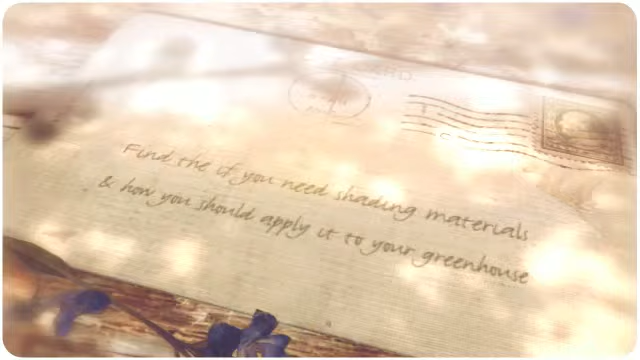 Find the if you need shading materials
& how you should apply it to your greenhouse